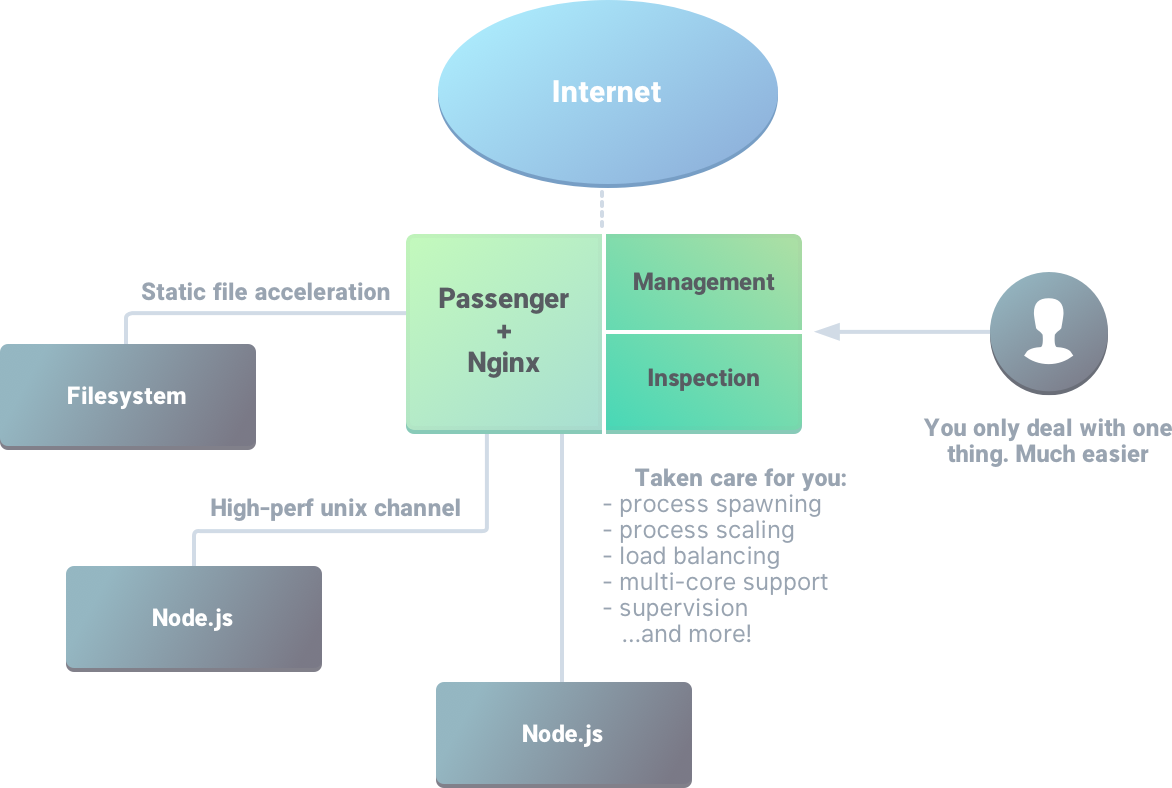 Internet
Passenger
+
Nginx
Management
Inspection
Static file acceleration
Filesystem
You only deal with one
thing. Much easier
High-perf unix channel
Node.js
Taken care for you:
- process spawning
- process scaling
- load balancing
- multi-core support
- supervision
...and more!
Node.js